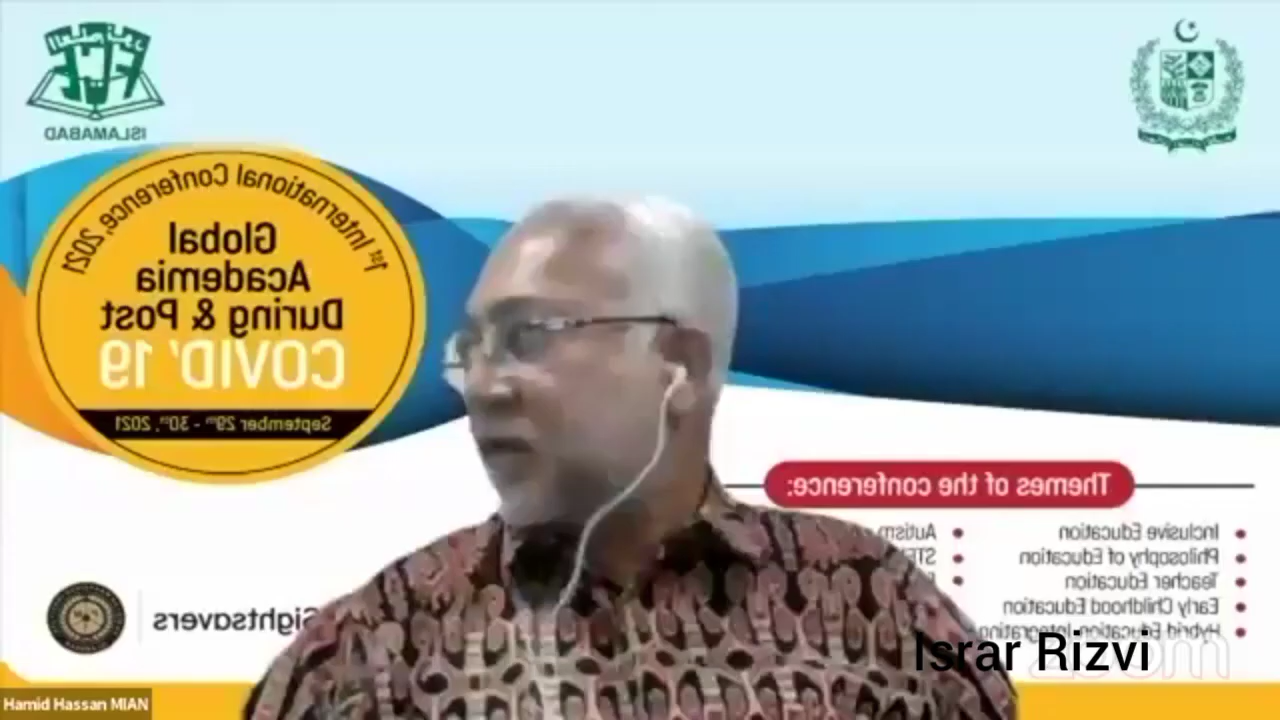 ISLAMABAD
1st International Conference, 2021
Global
Academia
During & Post
COVID' 19
September 29th - 30th, 2021
Themes of the conference:
Inclusive Education
Philosophy of Education
Teacher Education
Early Childhood Education
Hybrid Education-Integrating
Autism
Sightsavers
Israr Rizvi
zoom
Hamid Hassan MIAN